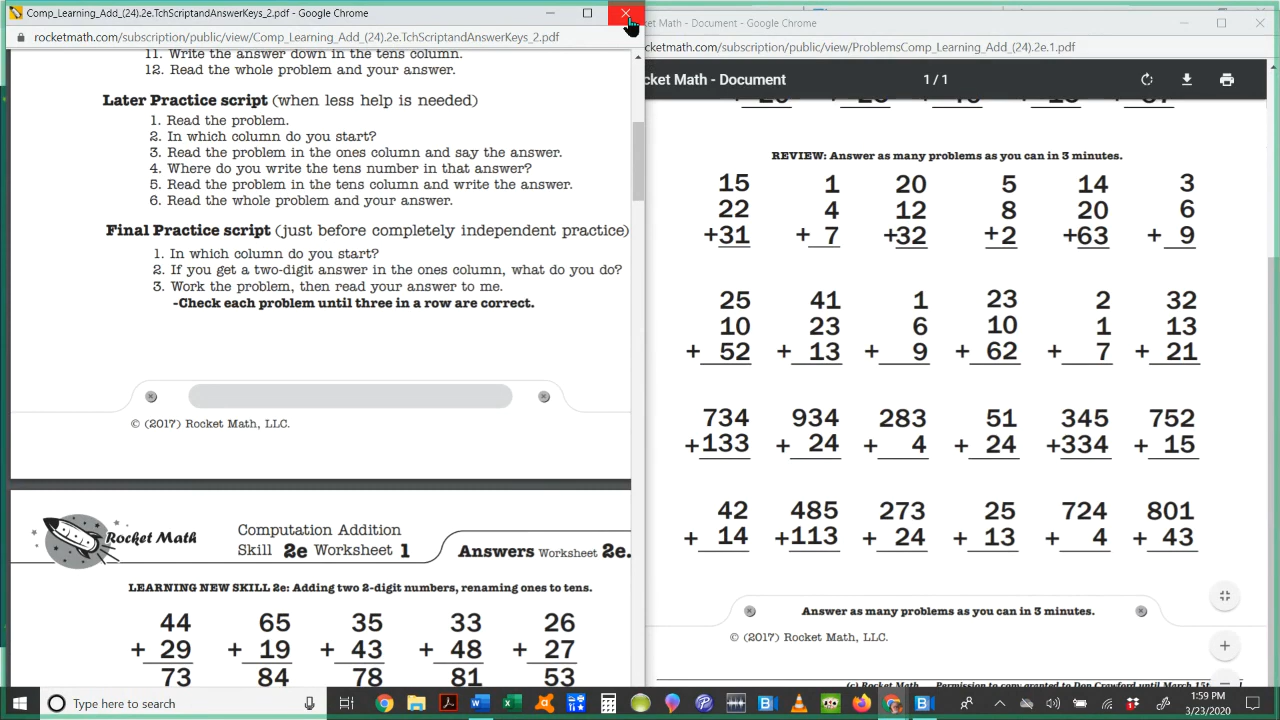 Comp_Learning_Add_(24).2e.TchScriptandAnswerKeys_2.pdf - Google Chrome
rocketmath.com/subscription/public/view/Comp_Learning_Add_(24).2e.TchScriptandAnswerKeys_2.pdf
11. Write the answer down in the tens column.
12. Read the whole problem and your answer.
Later Practice script (when less help is needed)
1. Read the problem.
2. In which column do you start?
3. Read the problem in the ones column and say the answer.
4. Where do you write the tens number in that answer?
5. Read the problem in the tens column and write the answer.
6. Read the whole problem and your answer.
Final Practice script (just before completely independent practice)
1. In which column do you start?
2. If you get a two-digit answer in the ones column, what do you do?
3. Work the problem, then read your answer to me.
-Check each problem until three in a row are correct.
© (2017) Rocket Math, LLC.
Rocket Math
Computation Addition
Skill 2e Worksheet 1
Answers Worksheet 2e.
LEARNING NEW SKILL 2e: Adding two 2-digit numbers, renaming ones to tens.
44 65 35 33 26
+ 29 + 19 + 43 + 48 + 27
73 84 78 81 53
ket Math - Document - Google Chrome
rocketmath.com/subscription/public/view/ProblemsComp_Learning_Add_(24).2e.1.pdf
cket Math - Document
1 / 1
REVIEW: Answer as many problems as you can in 3 minutes.
15 1 20 5 14 3
22 4 12 8 20 6
+31 + 7 +32 +2 +63 + 9
25 41 1 23 2 32
10 23 6 10 1 13
+ 52 + 13 + 9 + 62 + 7 + 21
734 934 283 51 345 752
+133 + 24 + 4 + 24 +334 + 15
42 485 273 25 724 801
+ 14 +113 + 24 + 13 + 4 + 43
Answer as many problems as you can in 3 minutes.
© (2017) Rocket Math, LLC.
(c) Rocket Math Permission to copy granted to Don Crawford until March 15
Type here to search
1:59 PM
3/23/2020